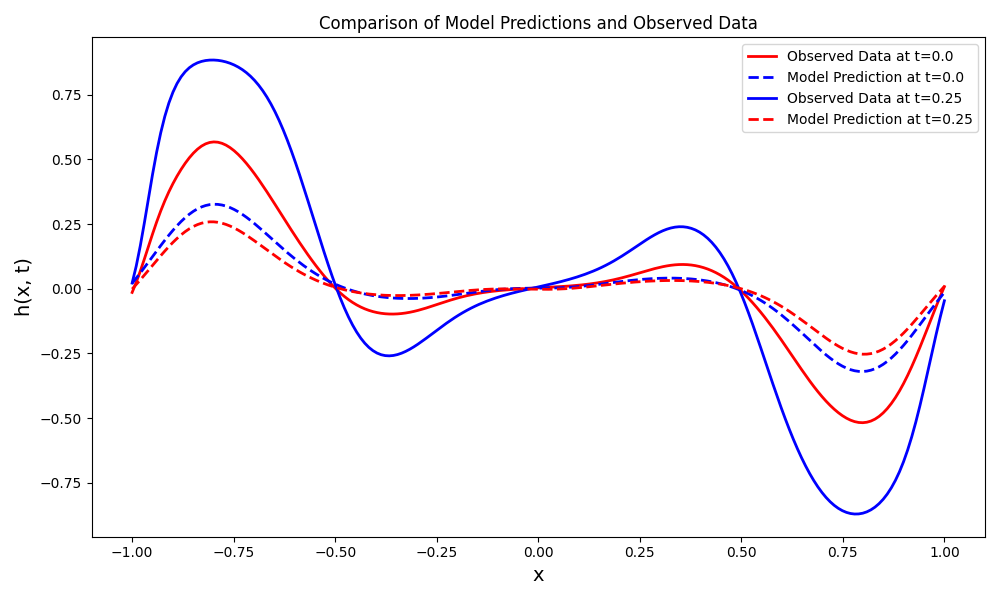 Comparison of Model Predictions and Observed Data
Observed Data at t=0.0
Model Prediction at t=0.0
Observed Data at t=0.25
Model Prediction at t=0.25
h(x, t)
0.75
0.50
0.25
0.00
−0.25
−0.50
−0.75
−1.00 −0.75 −0.50 −0.25 0.00 0.25 0.50 0.75 1.00
x